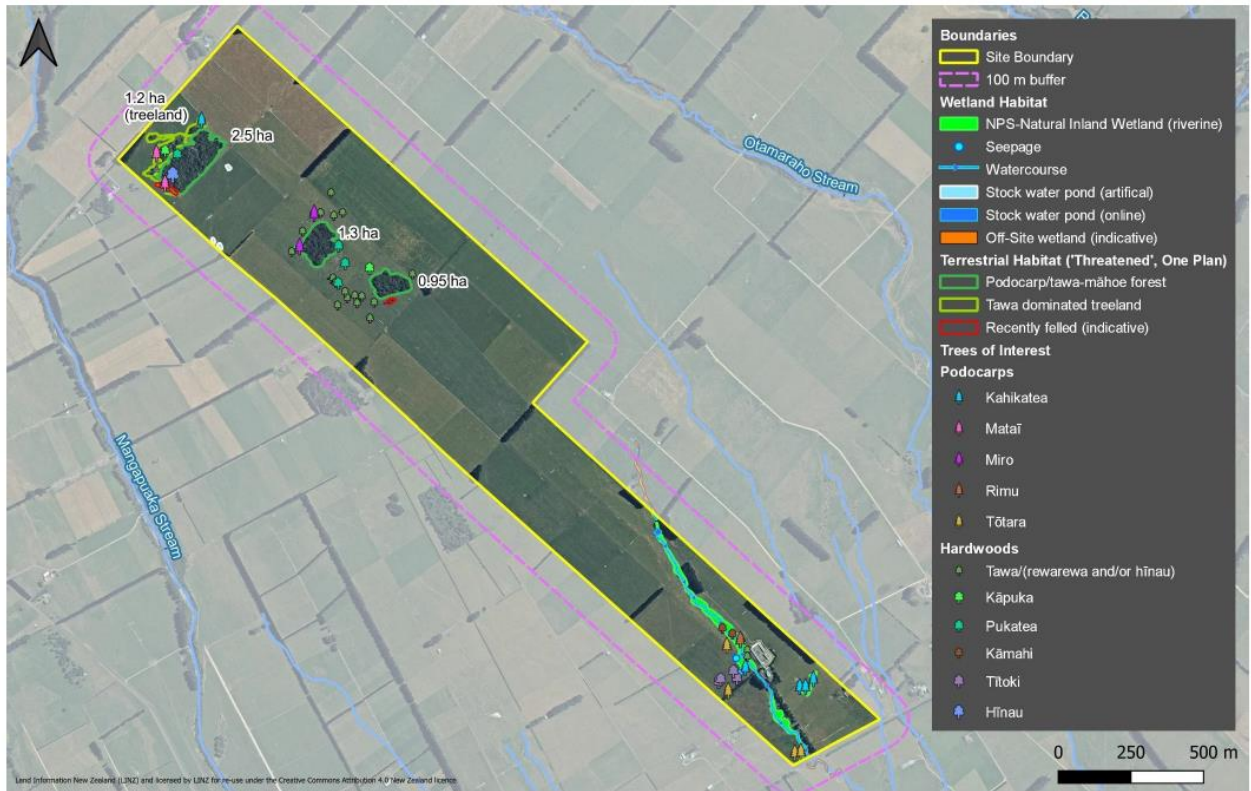 1.2 ha
(treeland)
2.5 ha
1.3 ha
0.95 ha
Otamaraho Stream
Mangapuaka Stream
Boundaries
Site Boundary
100 m buffer
Wetland Habitat
NPS-Natural Inland Wetland (riverine)
Seepage
Watercourse
Stock water pond (artifical)
Stock water pond (online)
Off-Site wetland (indicative)
Terrestrial Habitat ('Threatened', One Plan)
Podocarp/tawa-māhoe forest
Tawa dominated treeland
Recently felled (indicative)
Trees of Interest
Podocarps
Kahikatea
Mataī
Miro
Rimu
Tōtara
Hardwoods
Tawa/(rewarewa and/or hīnau)
Kāpuka
Pukatea
Kāmahi
Tītoki
Hīnau
0 250 500 m
Land Information New Zealand (LINZ) and licensed by LINZ for re-use under the Creative Commons Attribution 4.0 New Zealand licence